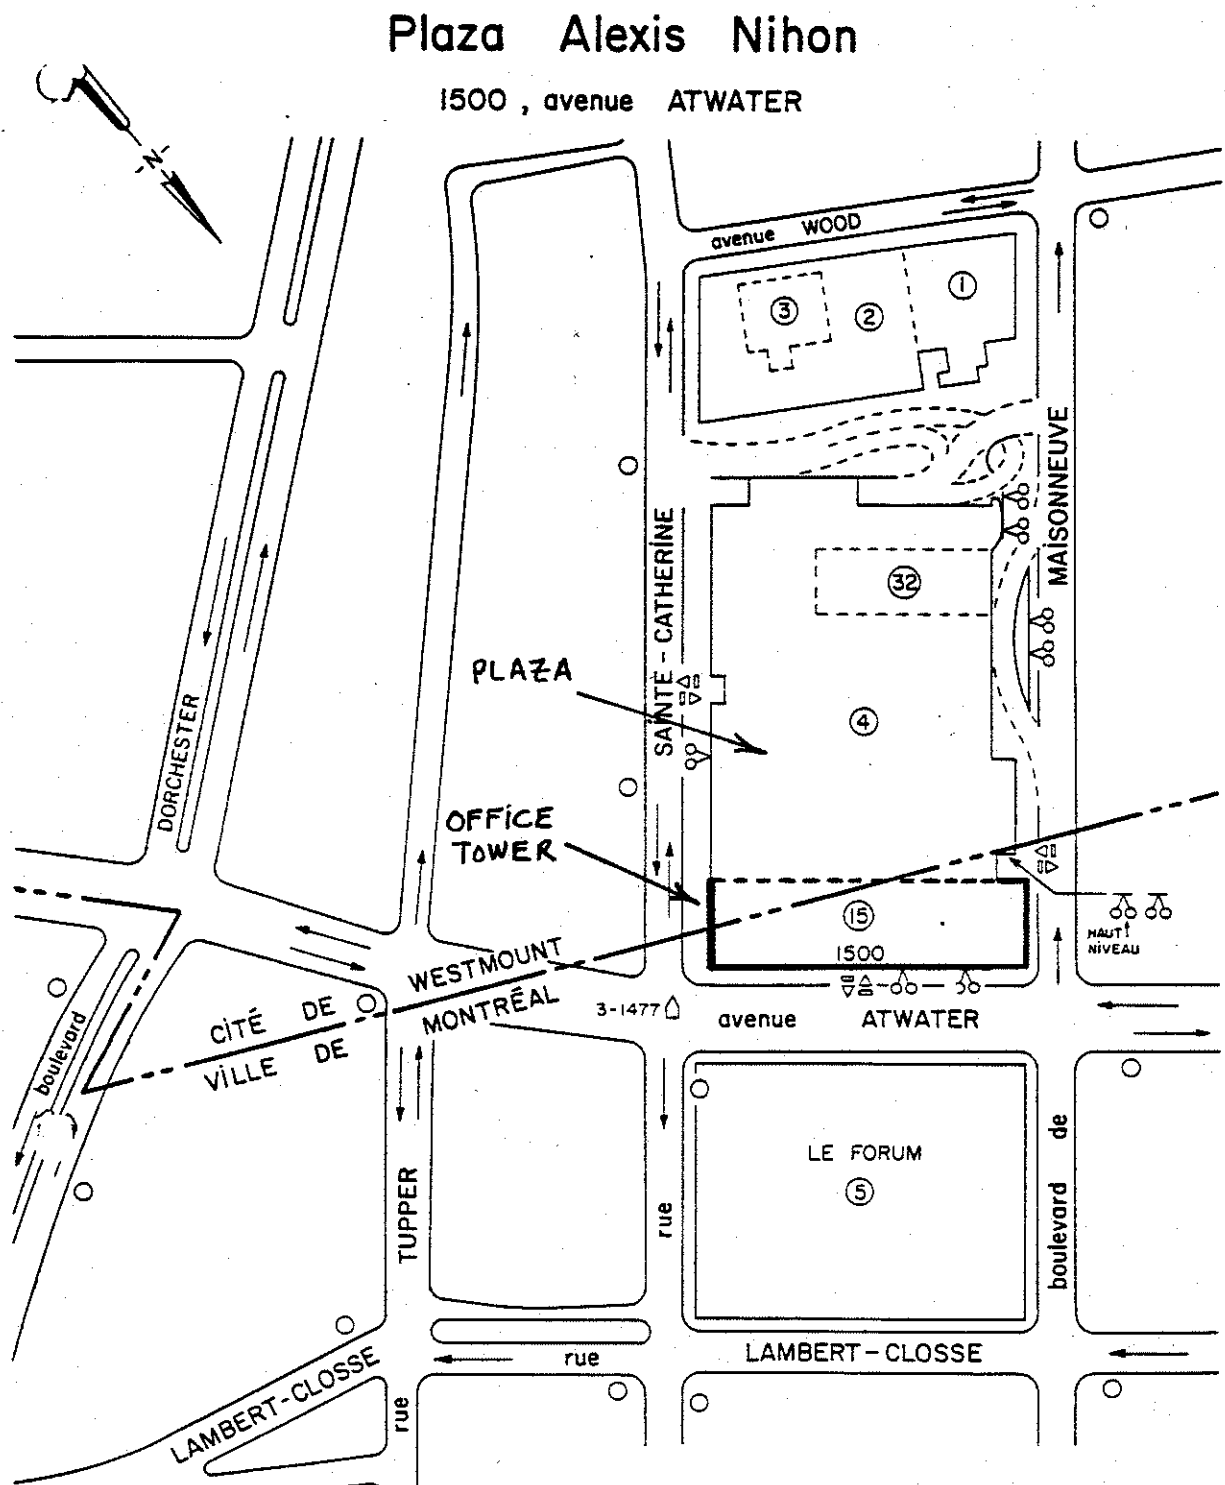 Plaza Alexis Nihon
1500, avenue ATWATER
N
avenue WOOD
1
2
3
MAISONNEUVE
SAINTE-CATHERINE
32
PLAZA
4
DORCHESTER
OFFICE
TOWER
15
1500
HAUT
NIVEAU
WESTMOUNT
CITÉ DE
MONTRÉAL
VILLE DE
3-1477
avenue ATWATER
boulevard
LE FORUM
5
TUPPER
rue
boulevard de
rue
LAMBERT-CLOSSE
LAMBERT-CLOSSE
rue